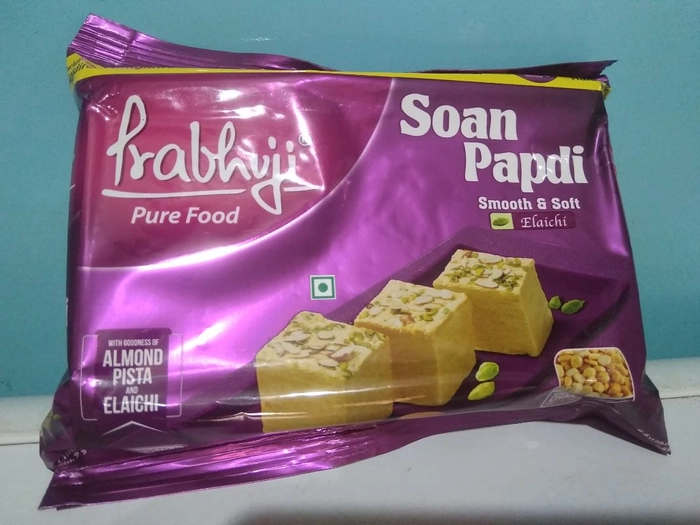 Prabhuji®
Pure Food
Soan
Papdi
Smooth & Soft
Elaichi
WITH GOODNESS OF
ALMOND
PISTA
AND
ELAICHI